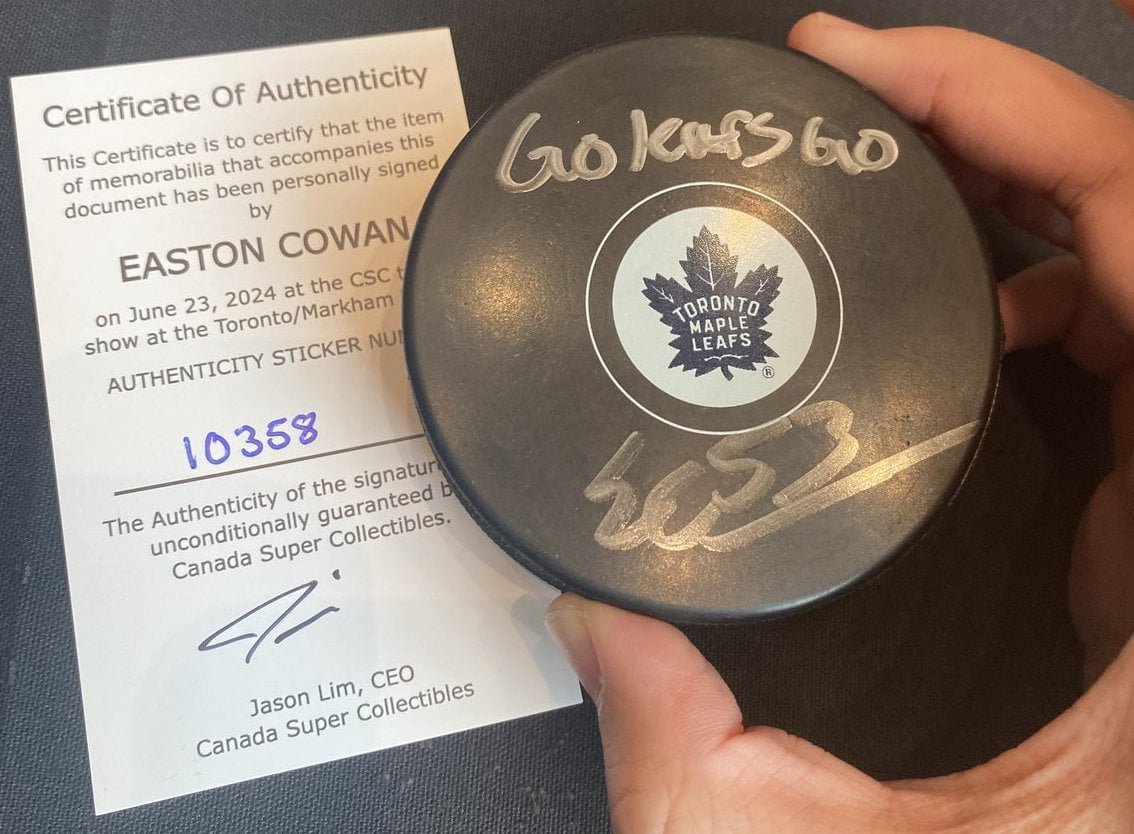 Certificate Of Authenticity
This Certificate is to certify that the item
of memorabilia that accompanies this
document has been personally signed
by
EASTON COWAN
on June 23, 2024 at the CSC
show at the Toronto/Markham
AUTHENTICITY STICKER
10358
The Authenticity of the signature
unconditionally guaranteed
Canada Super Collectibles.
Jason Lim, CEO
Canada Super Collectibles
Go leafs Go
TORONTO
MAPLE
LEAFS
®